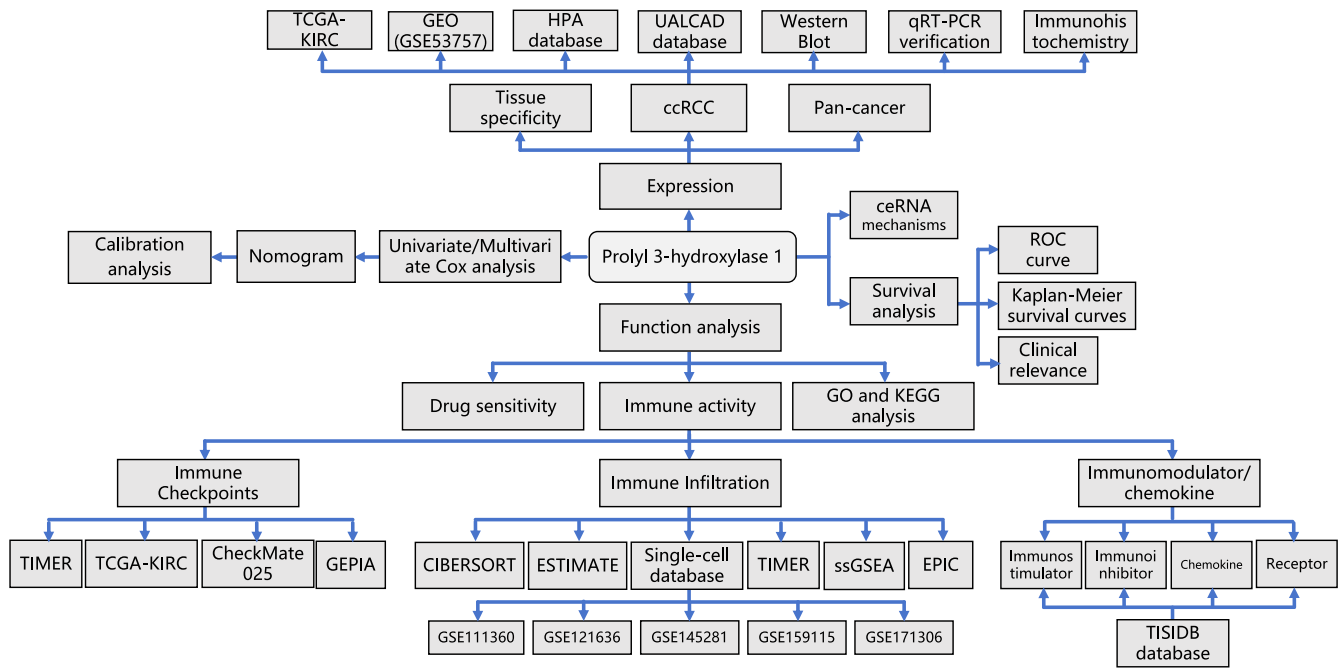 TCGA-
KIRC
GEO
(GSE53757)
HPA
database
UALCAD
database
Western
Blot
qRT-PCR
verification
Immunohis
tochemistry
Tissue
specificity
ccRCC
Pan-cancer
Expression
ceRNA
mechanisms
Calibration
analysis
Nomogram
Univariate/Multivari
ate Cox analysis
Prolyl 3-hydroxylase 1
ROC
curve
Survival
analysis
Kaplan-Meier
survival curves
Clinical
relevance
Function analysis
Drug sensitivity
Immune activity
GO and KEGG
analysis
Immune
Checkpoints
Immune Infiltration
Immunomodulator/
chemokine
TIMER
TCGA-KIRC
CheckMate
025
GEPIA
CIBERSORT
ESTIMATE
Single-cell
database
TIMER
ssGSEA
EPIC
Immunos
timulator
Immunoi
nhibitor
Chemokine
Receptor
GSE111360
GSE121636
GSE145281
GSE159115
GSE171306
TISIDB
database